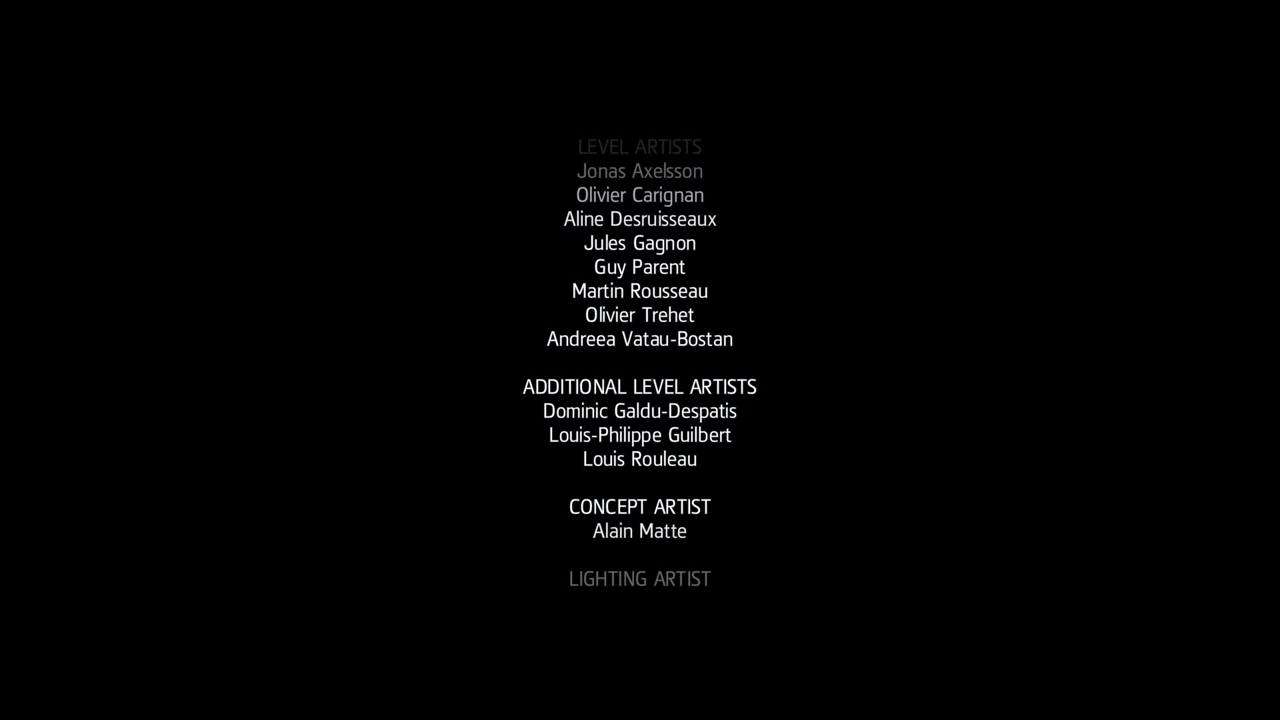 LEVEL ARTISTS
Jonas Axelsson
Olivier Carignan
Aline Desruisseaux
Jules Gagnon
Guy Parent
Martin Rousseau
Olivier Trehet
Andreea Vatau-Bostan
ADDITIONAL LEVEL ARTISTS
Dominic Galdu-Despatis
Louis-Philippe Guilbert
Louis Rouleau
CONCEPT ARTIST
Alain Matte
LIGHTING ARTIST